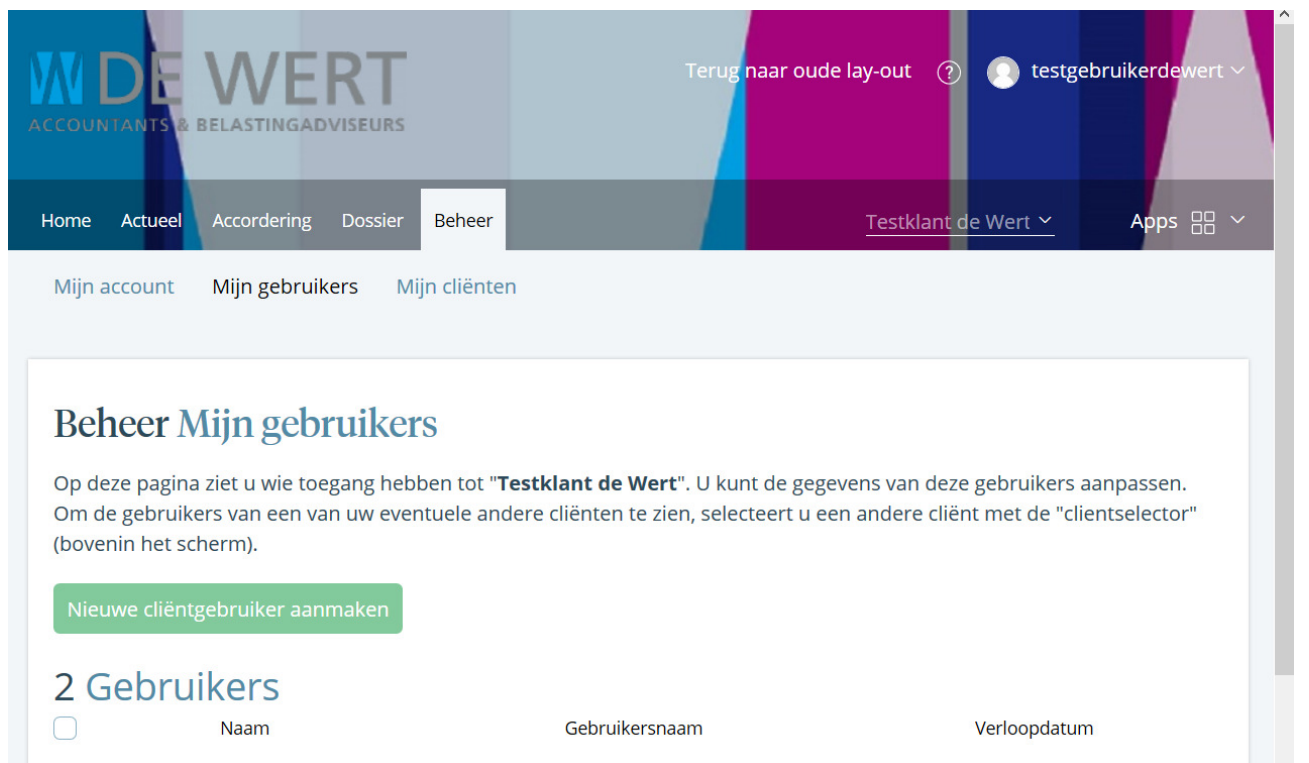 W DE WERT
ACCOUNTANTS & BELASTINGADVISEURS
Terug naar oude lay-out ? testgebruikerdewert
Home Actueel Accordering Dossier Beheer Testklant de Wert Apps
Mijn account Mijn gebruikers Mijn cliënten
Beheer Mijn gebruikers
Op deze pagina ziet u wie toegang hebben tot "Testklant de Wert". U kunt de gegevens van deze gebruikers aanpassen.
Om de gebruikers van een van uw eventuele andere cliënten te zien, selecteert u een andere cliënt met de "clientselector"
(bovenin het scherm).
Nieuwe cliëntgebruiker aanmaken
2 Gebruikers
Naam Gebruikersnaam Verloopdatum